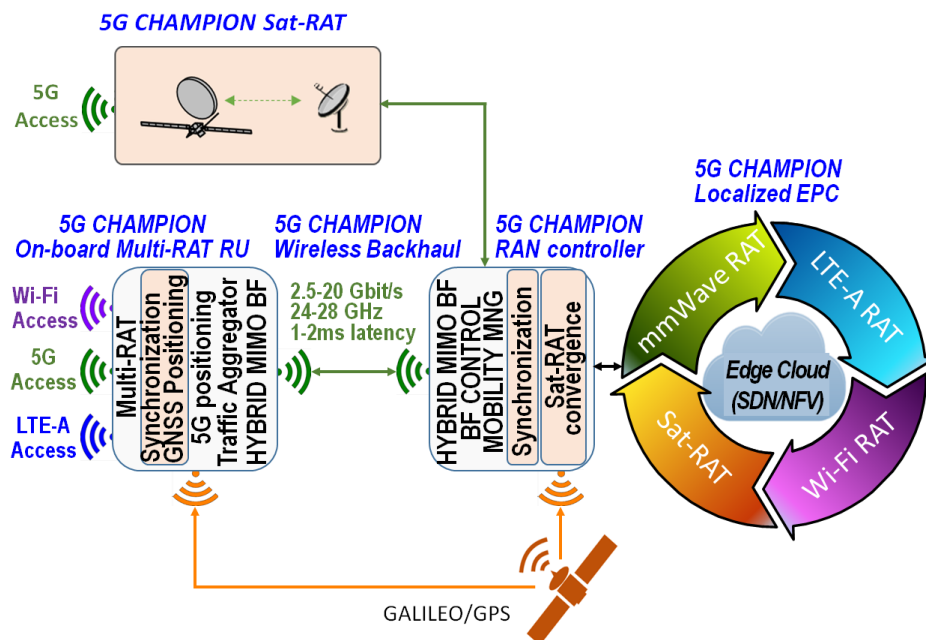 5G CHAMPION Sat-RAT
5G
Access
5G CHAMPION
On-board Multi-RAT RU
5G CHAMPION
Wireless Backhaul
5G CHAMPION
RAN controller
5G CHAMPION
Localized EPC
Wi-Fi
Access
5G
Access
LTE-A
Access
Multi-RAT
Synchronization
GNSS Positioning
5G positioning
Traffic Aggregator
HYBRID MIMO BF
2.5-20 Gbit/s
24-28 GHz
1-2ms latency
HYBRID MIMO BF
BF CONTROL
MOBILITY MNG
Synchronization
Sat-RAT
convergence
mmWave RAT
LTE-A RAT
Edge Cloud
(SDN/NFV)
Sat-RAT
Wi-Fi RAT
GALILEO/GPS